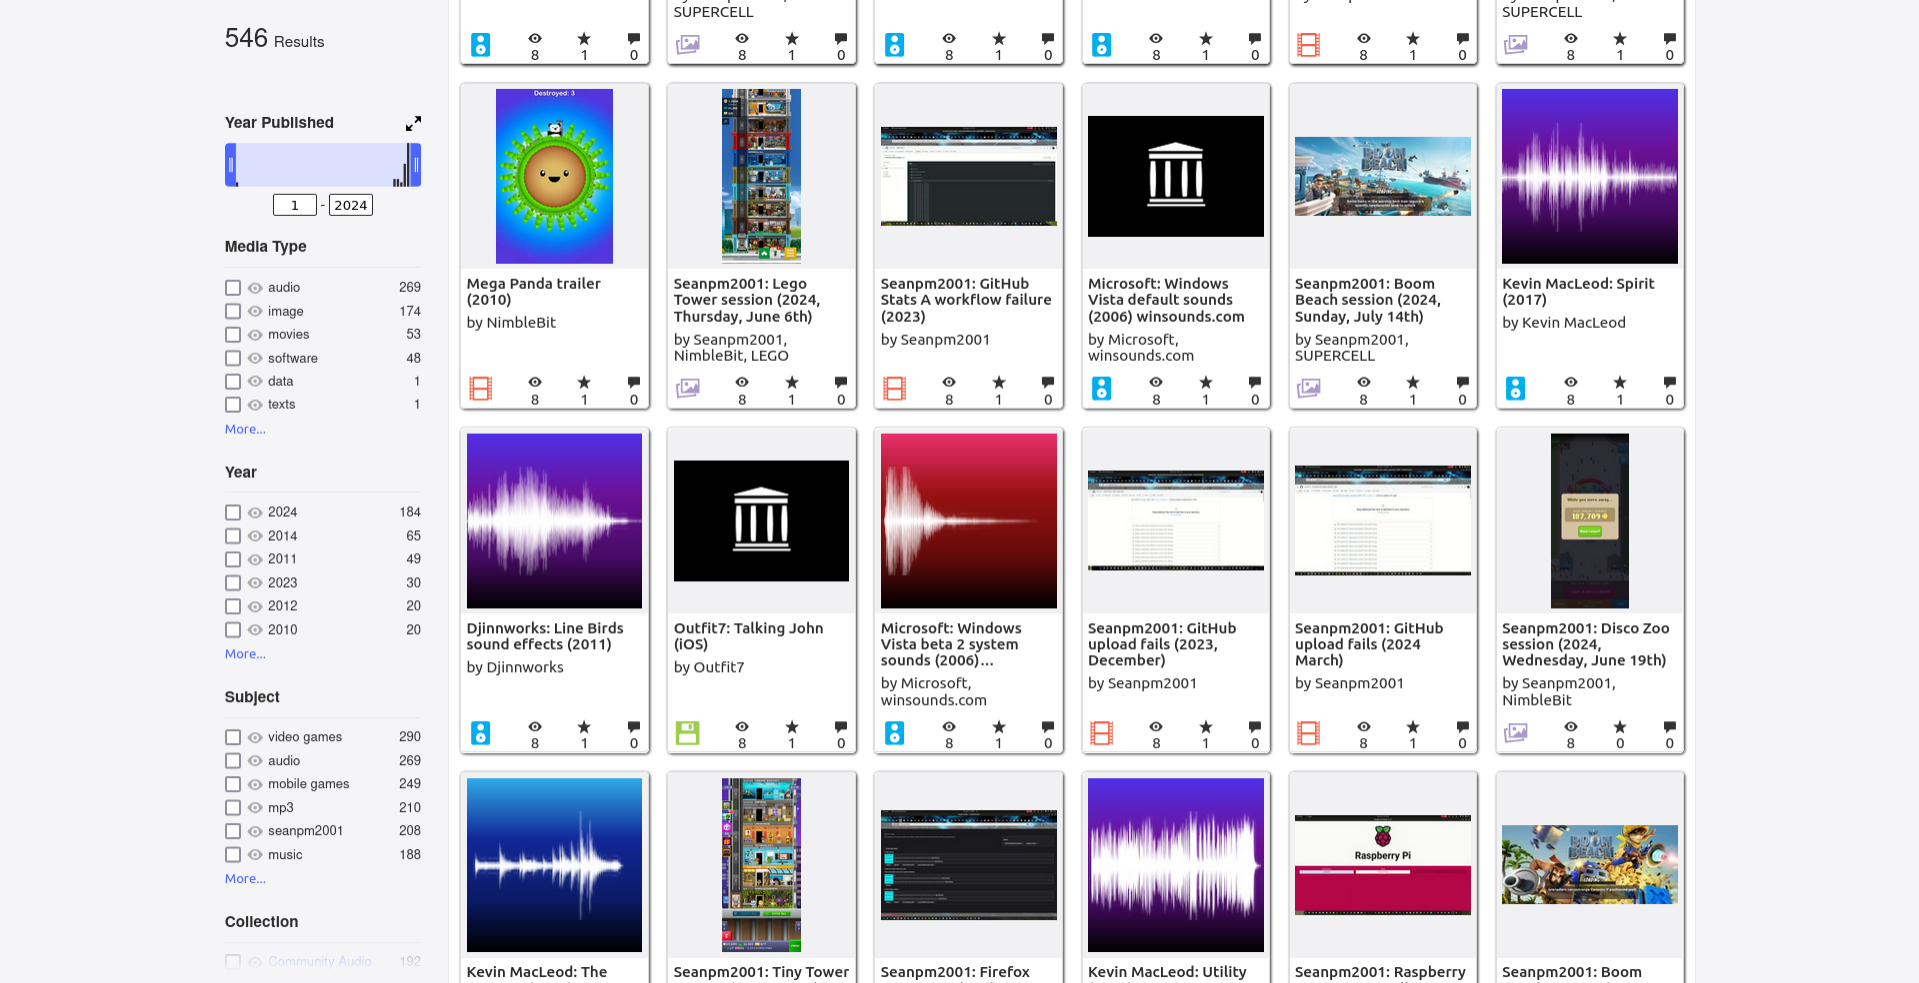 546 Results
Year Published
1 - 2024
Media Type
audio 269
image 174
movies 53
software 48
data 1
texts 1
More...
Year
2024 184
2014 65
2011 49
2023 30
2012 20
2010 20
More...
Subject
video games 290
audio 269
mobile games 249
mp3 210
seanpm2001 208
music 188
More...
Collection
Community Audio 192
SUPERCELL
SUPERCELL
8 1 0
8 1 0
8 1 0
8 1 0
8 1 0
8 1 0
Destroyed: 3
Mega Panda trailer
(2010)
by NimbleBit
8 1 0
Seanpm2001: Lego
Tower session (2024,
Thursday, June 6th)
by Seanpm2001,
NimbleBit, LEGO
8 1 0
Seanpm2001: GitHub
Stats A workflow failure
(2023)
by Seanpm2001
8 1 0
Microsoft: Windows
Vista default sounds
(2006) winsounds.com
by Microsoft,
winsounds.com
8 1 0
BOOM
BEACH
Seanpm2001: Boom
Beach session (2024,
Sunday, July 14th)
by Seanpm2001,
SUPERCELL
8 1 0
Kevin MacLeod: Spirit
(2017)
by Kevin MacLeod
8 1 0
Djinnworks: Line Birds
sound effects (2011)
by Djinnworks
8 1 0
Outfit7: Talking John
(iOS)
by Outfit7
8 1 0
Microsoft: Windows
Vista beta 2 system
sounds (2006)...
by Microsoft,
winsounds.com
8 1 0
Seanpm2001: GitHub
upload fails (2023,
December)
by Seanpm2001
8 1 0
Seanpm2001: GitHub
upload fails (2024
March)
by Seanpm2001
8 1 0
While you were away...
187,709
Seanpm2001: Disco Zoo
session (2024,
Wednesday, June 19th)
by Seanpm2001,
NimbleBit
8 0 0
Kevin MacLeod: The
Seanpm2001: Tiny Tower
Seanpm2001: Firefox
Kevin MacLeod: Utility
Raspberry Pi
Seanpm2001: Raspberry
BOOM
BEACH
Seanpm2001: Boom